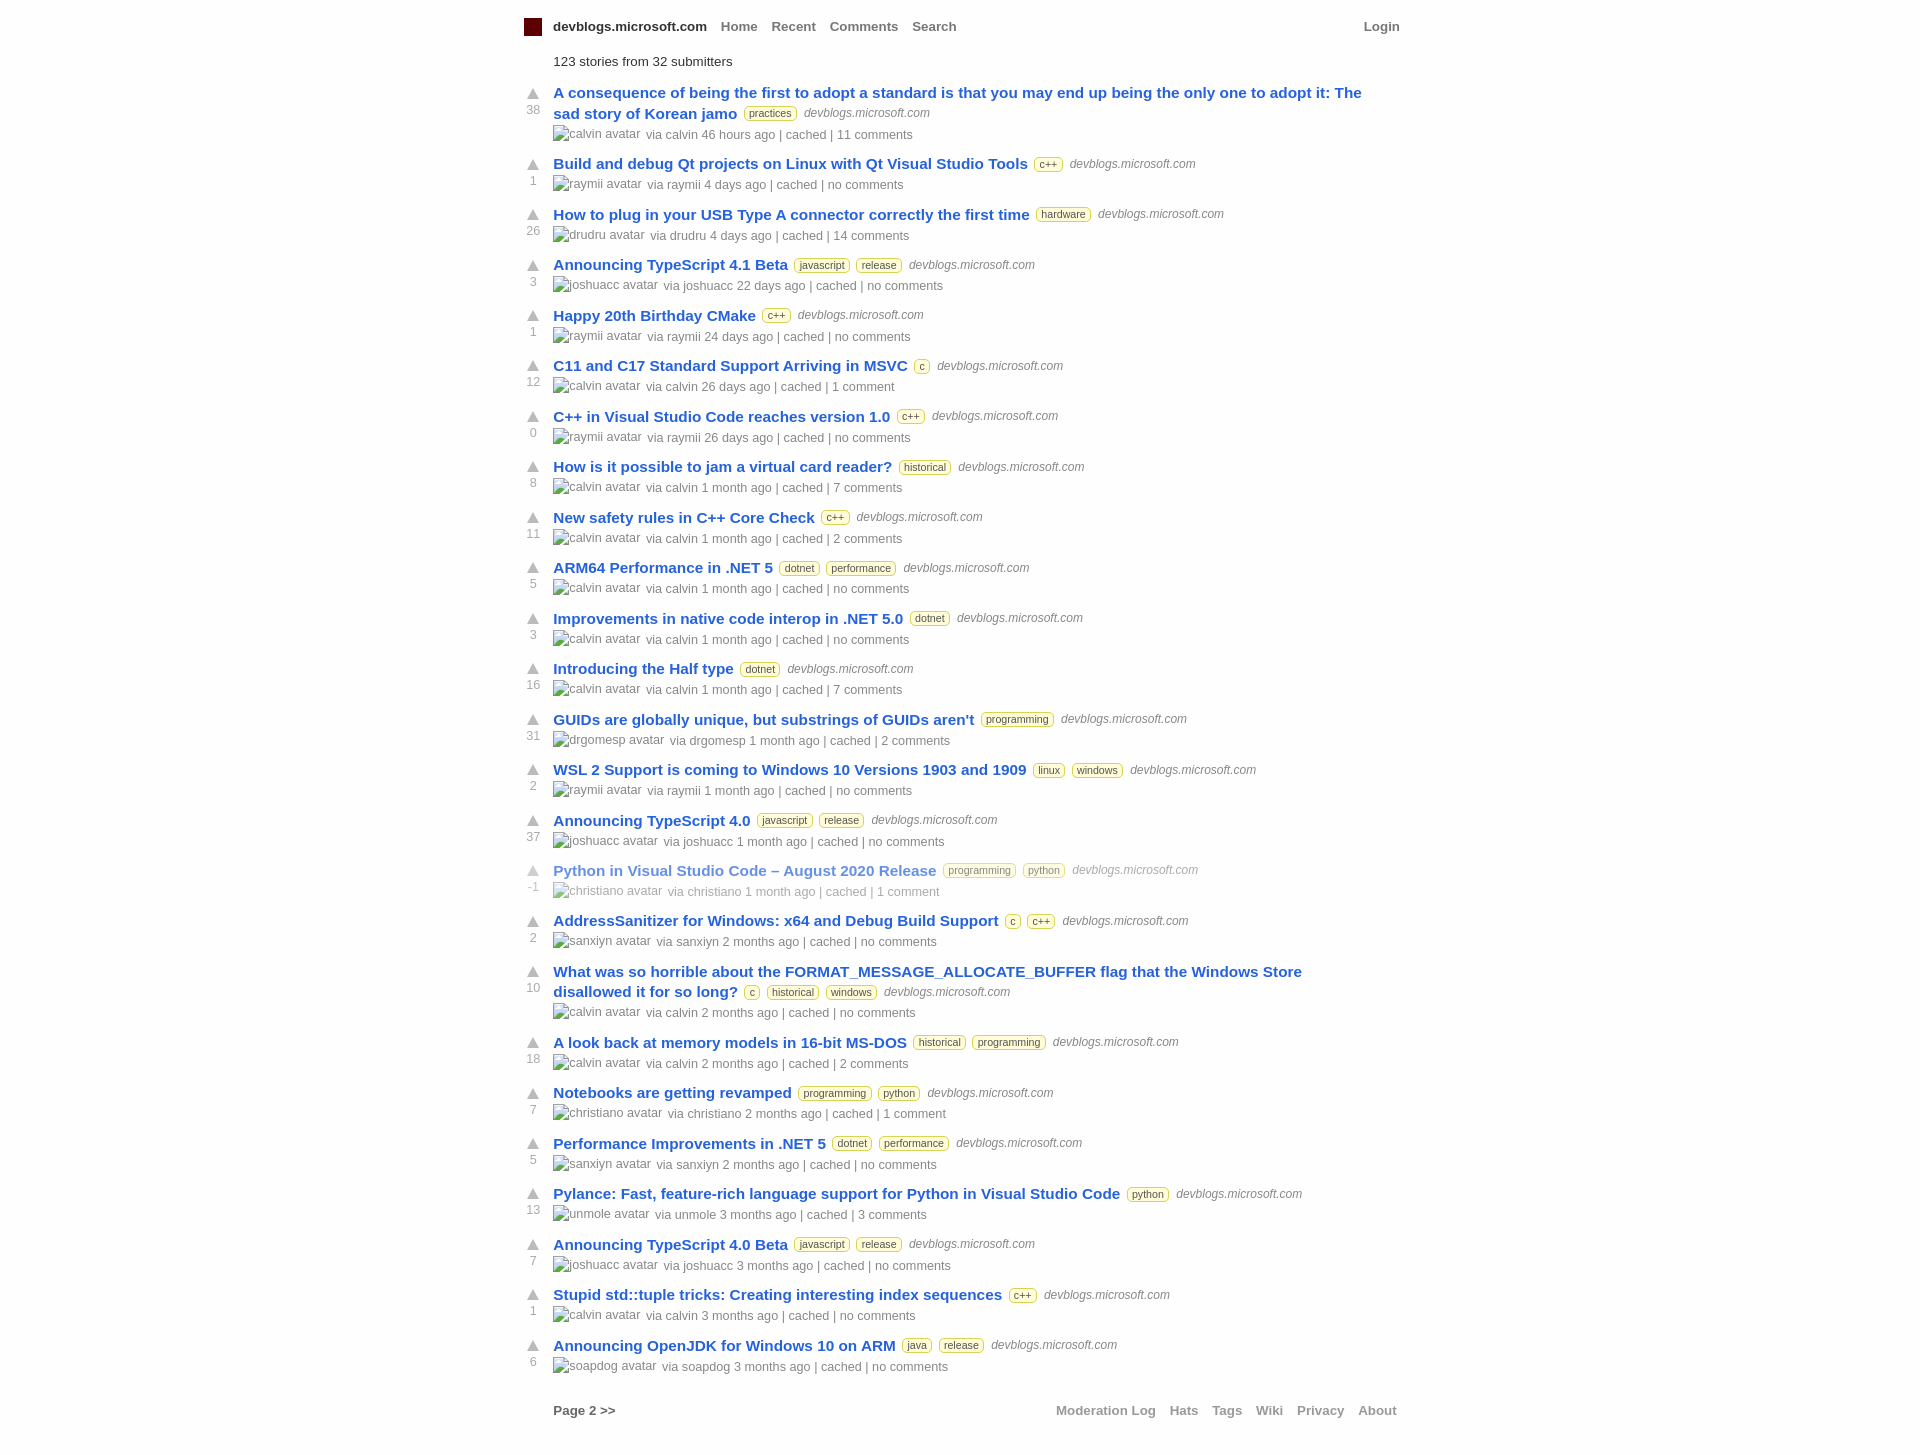 devblogs.microsoft.com Home Recent Comments Search Login
123 stories from 32 submitters
A consequence of being the first to adopt a standard is that you may end up being the only one to adopt it: The
38 sad story of Korean jamo practices devblogs.microsoft.com
calvin avatar via calvin 46 hours ago | cached | 11 comments
Build and debug Qt projects on Linux with Qt Visual Studio Tools c++ devblogs.microsoft.com
1 raymii avatar via raymii 4 days ago | cached | no comments
How to plug in your USB Type A connector correctly the first time hardware devblogs.microsoft.com
26 drudru avatar via drudru 4 days ago | cached | 14 comments
Announcing TypeScript 4.1 Beta javascript release devblogs.microsoft.com
3 joshuacc avatar via joshuacc 22 days ago | cached | no comments
Happy 20th Birthday CMake c++ devblogs.microsoft.com
1 raymii avatar via raymii 24 days ago | cached | no comments
C11 and C17 Standard Support Arriving in MSVC c devblogs.microsoft.com
12 calvin avatar via calvin 26 days ago | cached | 1 comment
C++ in Visual Studio Code reaches version 1.0 c++ devblogs.microsoft.com
0 raymii avatar via raymii 26 days ago | cached | no comments
How is it possible to jam a virtual card reader? historical devblogs.microsoft.com
8 calvin avatar via calvin 1 month ago | cached | 7 comments
New safety rules in C++ Core Check c++ devblogs.microsoft.com
11 calvin avatar via calvin 1 month ago | cached | 2 comments
ARM64 Performance in .NET 5 dotnet performance devblogs.microsoft.com
5 calvin avatar via calvin 1 month ago | cached | no comments
Improvements in native code interop in .NET 5.0 dotnet devblogs.microsoft.com
3 calvin avatar via calvin 1 month ago | cached | no comments
Introducing the Half type dotnet devblogs.microsoft.com
16 calvin avatar via calvin 1 month ago | cached | 7 comments
GUIDs are globally unique, but substrings of GUIDs aren't programming devblogs.microsoft.com
31 drgomesp avatar via drgomesp 1 month ago | cached | 2 comments
WSL 2 Support is coming to Windows 10 Versions 1903 and 1909 linux windows devblogs.microsoft.com
2 raymii avatar via raymii 1 month ago | cached | no comments
Announcing TypeScript 4.0 javascript release devblogs.microsoft.com
37 joshuacc avatar via joshuacc 1 month ago | cached | no comments
Python in Visual Studio Code – August 2020 Release programming python devblogs.microsoft.com
-1 christiano avatar via christiano 1 month ago | cached | 1 comment
AddressSanitizer for Windows: x64 and Debug Build Support c c++ devblogs.microsoft.com
2 sanxiyn avatar via sanxiyn 2 months ago | cached | no comments
What was so horrible about the FORMAT_MESSAGE_ALLOCATE_BUFFER flag that the Windows Store
10 disallowed it for so long? c historical windows devblogs.microsoft.com
calvin avatar via calvin 2 months ago | cached | no comments
A look back at memory models in 16-bit MS-DOS historical programming devblogs.microsoft.com
18 calvin avatar via calvin 2 months ago | cached | 2 comments
Notebooks are getting revamped programming python devblogs.microsoft.com
7 christiano avatar via christiano 2 months ago | cached | 1 comment
Performance Improvements in .NET 5 dotnet performance devblogs.microsoft.com
5 sanxiyn avatar via sanxiyn 2 months ago | cached | no comments
Pylance: Fast, feature-rich language support for Python in Visual Studio Code python devblogs.microsoft.com
13 unmole avatar via unmole 3 months ago | cached | 3 comments
Announcing TypeScript 4.0 Beta javascript release devblogs.microsoft.com
7 joshuacc avatar via joshuacc 3 months ago | cached | no comments
Stupid std::tuple tricks: Creating interesting index sequences c++ devblogs.microsoft.com
1 calvin avatar via calvin 3 months ago | cached | no comments
Announcing OpenJDK for Windows 10 on ARM java release devblogs.microsoft.com
6 soapdog avatar via soapdog 3 months ago | cached | no comments
Page 2 >> Moderation Log Hats Tags Wiki Privacy About